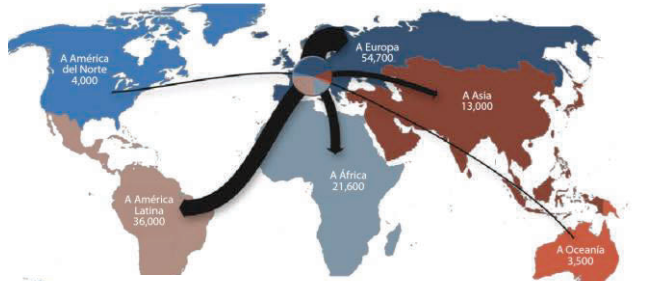 A América
del Norte
4,000
A Europa
54,700
A Asia
13,000
A África
21,600
A América
Latina
36,000
A Oceanía
3,500